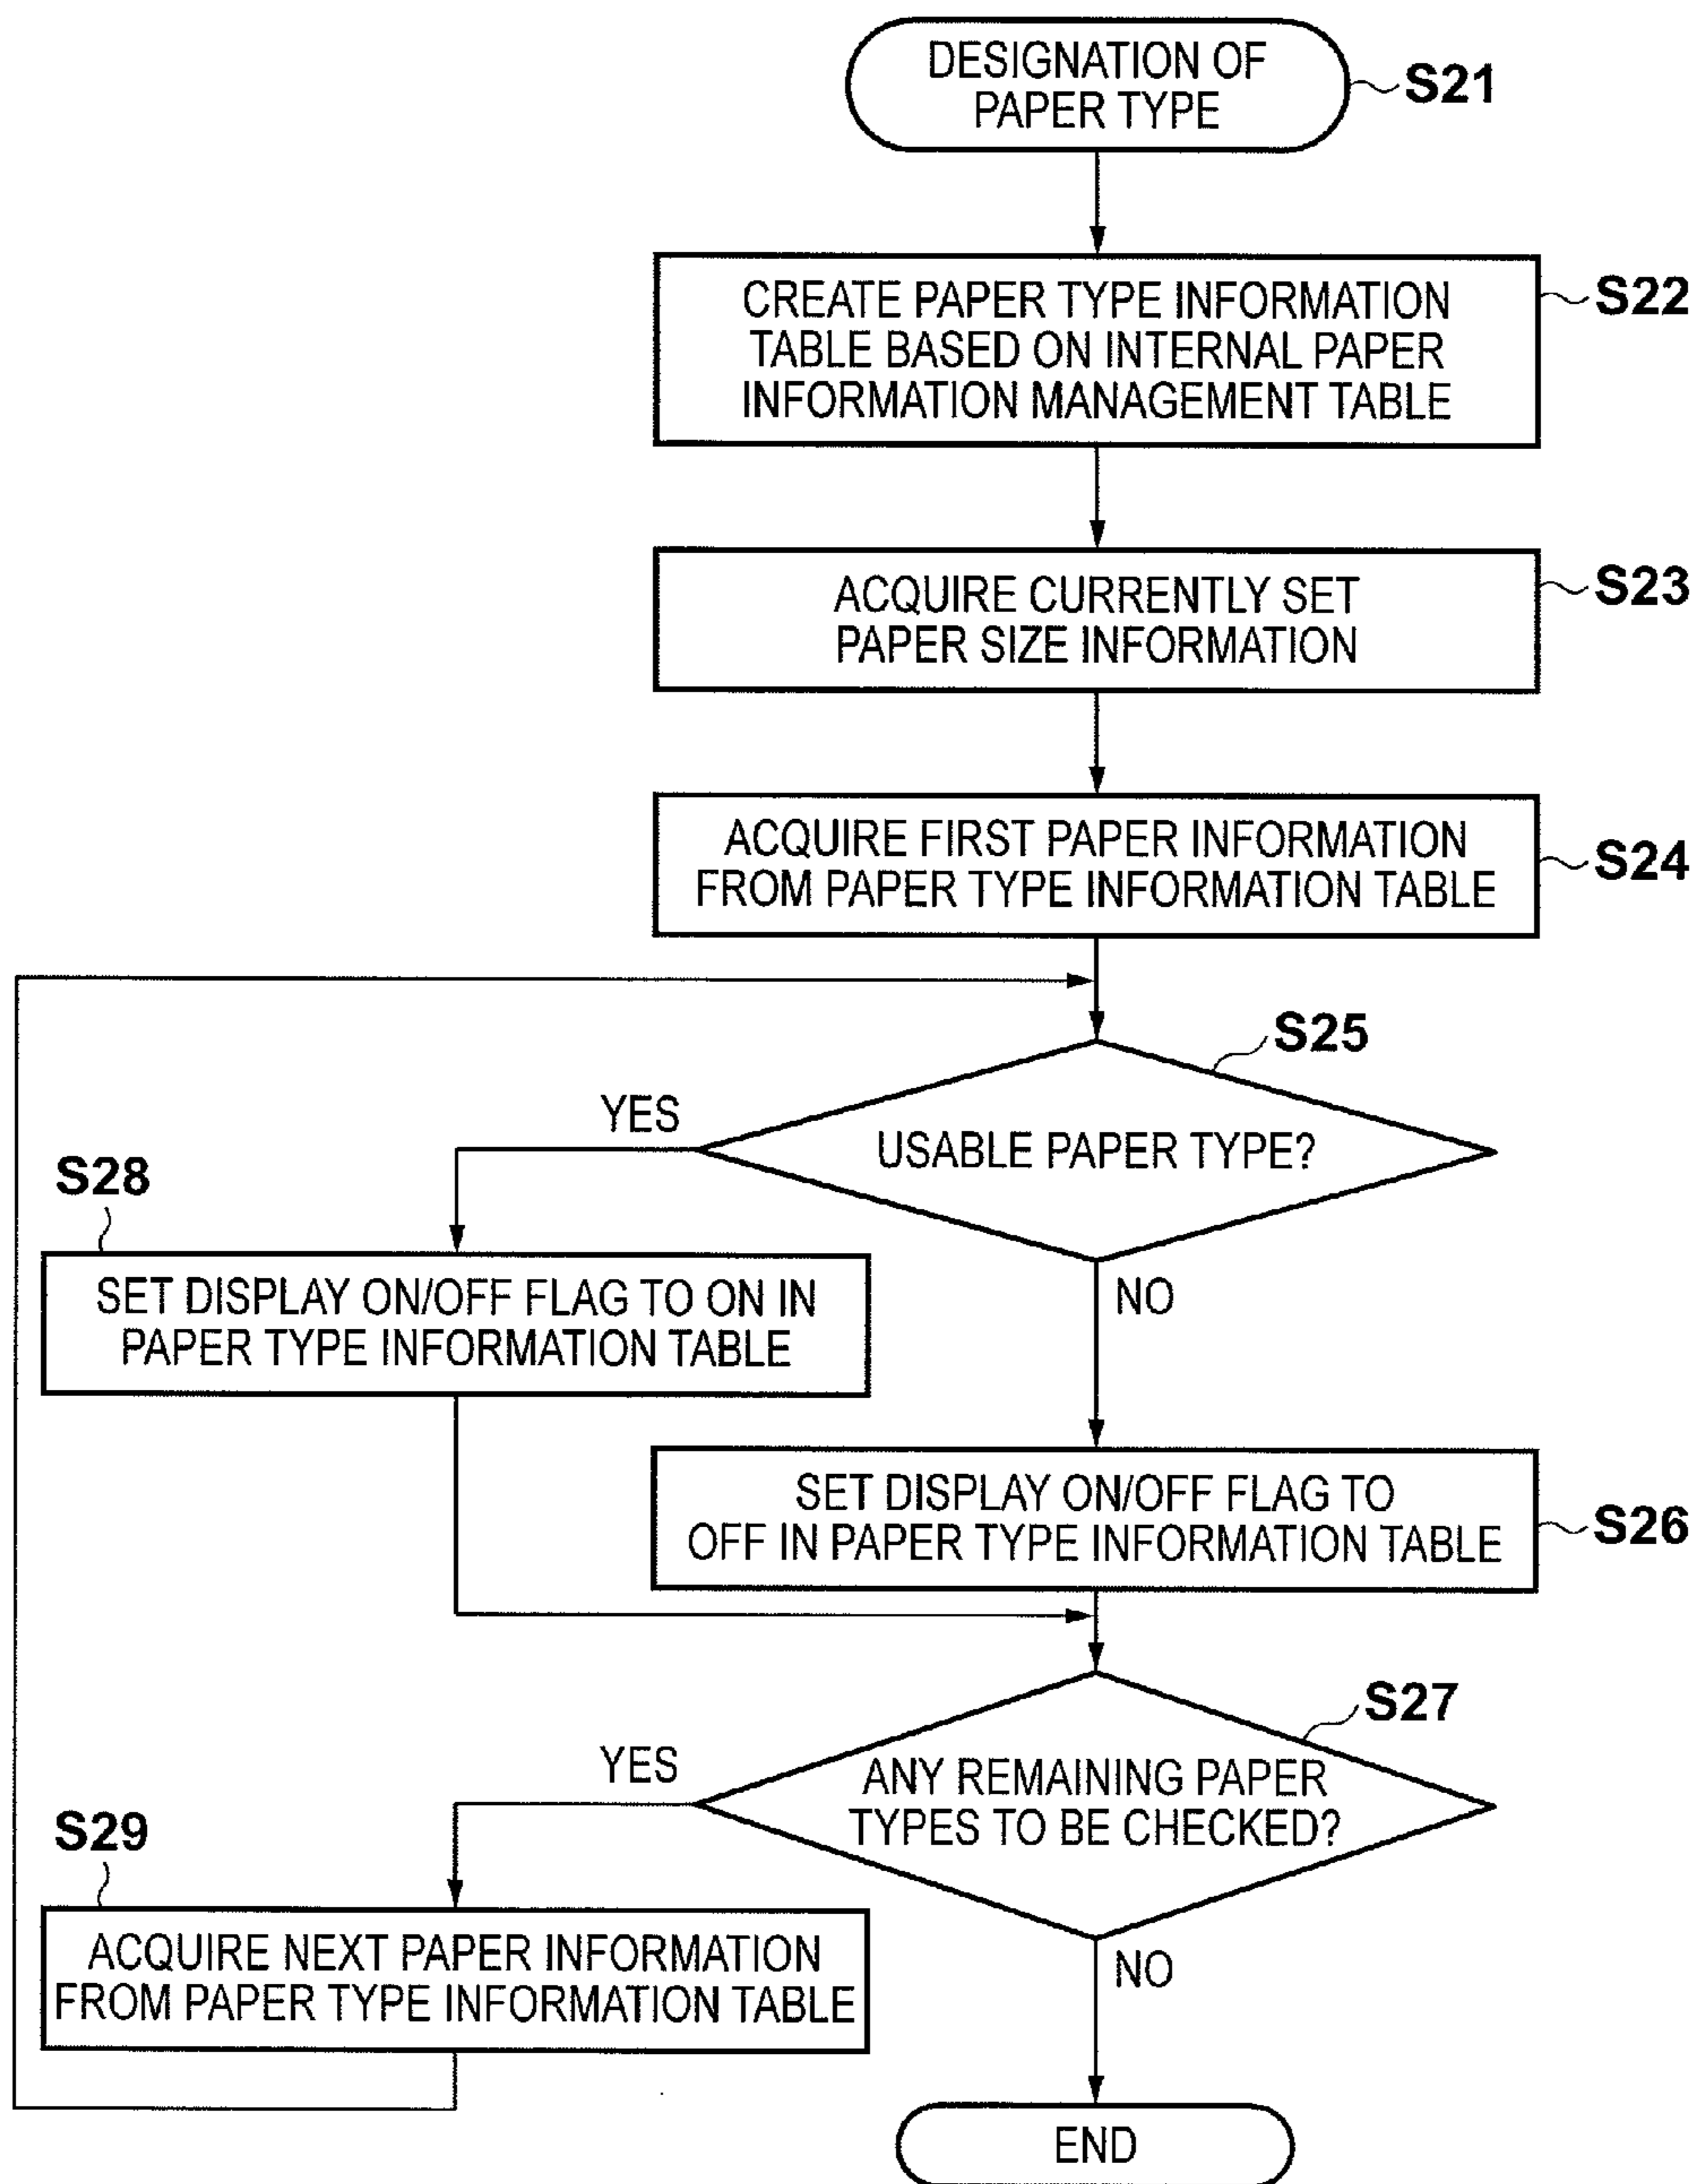 DESIGNATION OF
PAPER TYPE
S21
CREATE PAPER TYPE INFORMATION
TABLE BASED ON INTERNAL PAPER
INFORMATION MANAGEMENT TABLE
S22
ACQUIRE CURRENTLY SET
PAPER SIZE INFORMATION
S23
ACQUIRE FIRST PAPER INFORMATION
FROM PAPER TYPE INFORMATION TABLE
S24
S25
USABLE PAPER TYPE?
YES
NO
S28
SET DISPLAY ON/OFF FLAG TO ON IN
PAPER TYPE INFORMATION TABLE
SET DISPLAY ON/OFF FLAG TO
OFF IN PAPER TYPE INFORMATION TABLE
S26
S27
ANY REMAINING PAPER
TYPES TO BE CHECKED?
YES
NO
S29
ACQUIRE NEXT PAPER INFORMATION
FROM PAPER TYPE INFORMATION TABLE
END